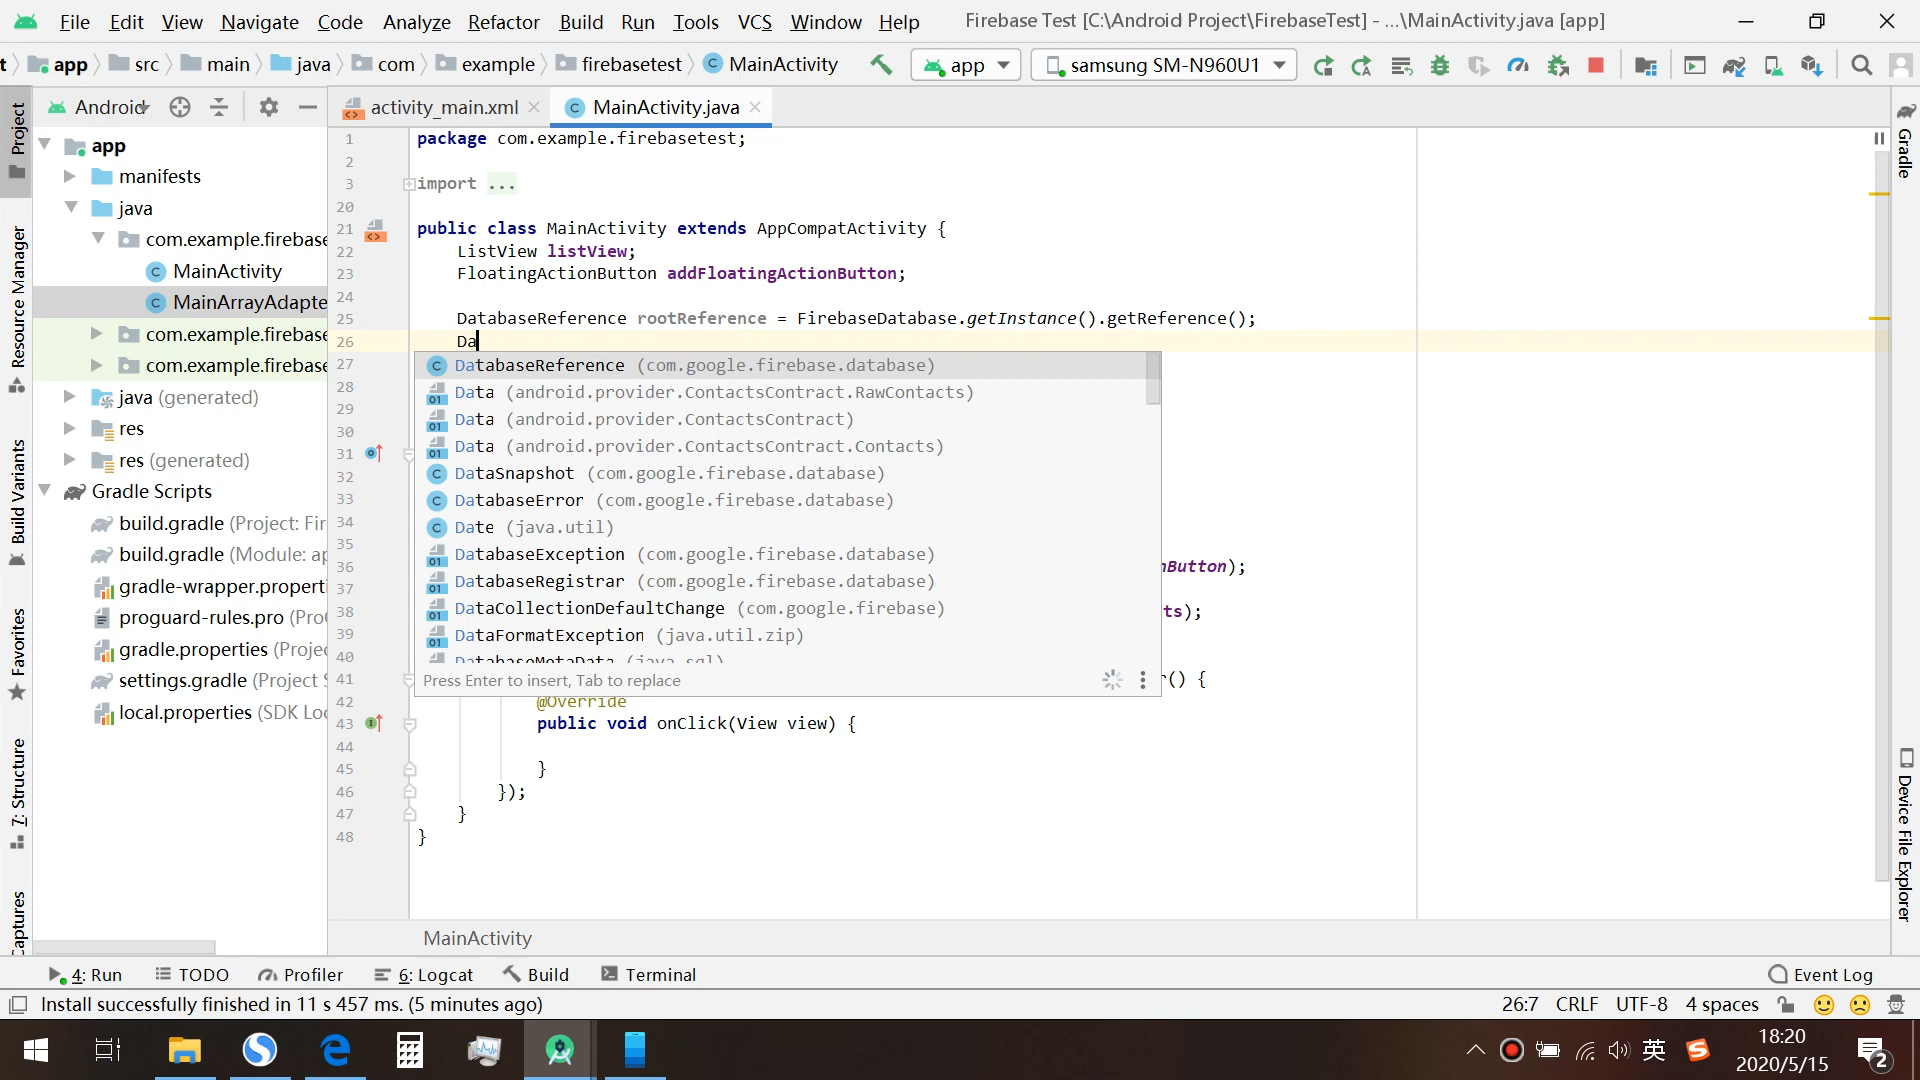 File Edit View Navigate Code Analyze Refactor Build Run Tools VCS Window Help Firebase Test [C:\Android Project\FirebaseTest] - ...\MainActivity.java [app]
t app src main java com example firebasetest MainActivity app samsung SM-N960U1
Android
activity_main.xml MainActivity.java
Project
Resource Manager
Build Variants
Favorites
7: Structure
Captures
app
manifests
java
com.example.firebase
MainActivity
MainArrayAdapte
com.example.firebase
com.example.firebase
java (generated)
res
res (generated)
Gradle Scripts
build.gradle (Project: Fir
build.gradle (Module: ap
gradle-wrapper.properti
proguard-rules.pro (Pro
gradle.properties (Projec
settings.gradle (Project S
local.properties (SDK Loc
1 package com.example.firebasetest;
2
3 import ...
20
21 public class MainActivity extends AppCompatActivity {
22 ListView listView;
23 FloatingActionButton addFloatingActionButton;
24
25 DatabaseReference rootReference = FirebaseDatabase.getInstance().getReference();
26 Da
27
28
29
30
31
32
33
34
35
36 nButton);
37
38 ts);
39
40
41 r() {
42 @Override
43 public void onClick(View view) {
44
45 }
46 });
47 }
48 }
DatabaseReference (com.google.firebase.database)
Data (android.provider.ContactsContract.RawContacts)
Data (android.provider.ContactsContract)
Data (android.provider.ContactsContract.Contacts)
DataSnapshot (com.google.firebase.database)
DatabaseError (com.google.firebase.database)
Date (java.util)
DatabaseException (com.google.firebase.database)
DatabaseRegistrar (com.google.firebase.database)
DataCollectionDefaultChange (com.google.firebase)
DataFormatException (java.util.zip)
DatabaseMetaData (java.sql)
Press Enter to insert, Tab to replace
MainActivity
Gradle
Device File Explorer
4: Run TODO Profiler 6: Logcat Build Terminal Event Log
Install successfully finished in 11 s 457 ms. (5 minutes ago) 26:7 CRLF UTF-8 4 spaces
英
18:20
2020/5/15
2